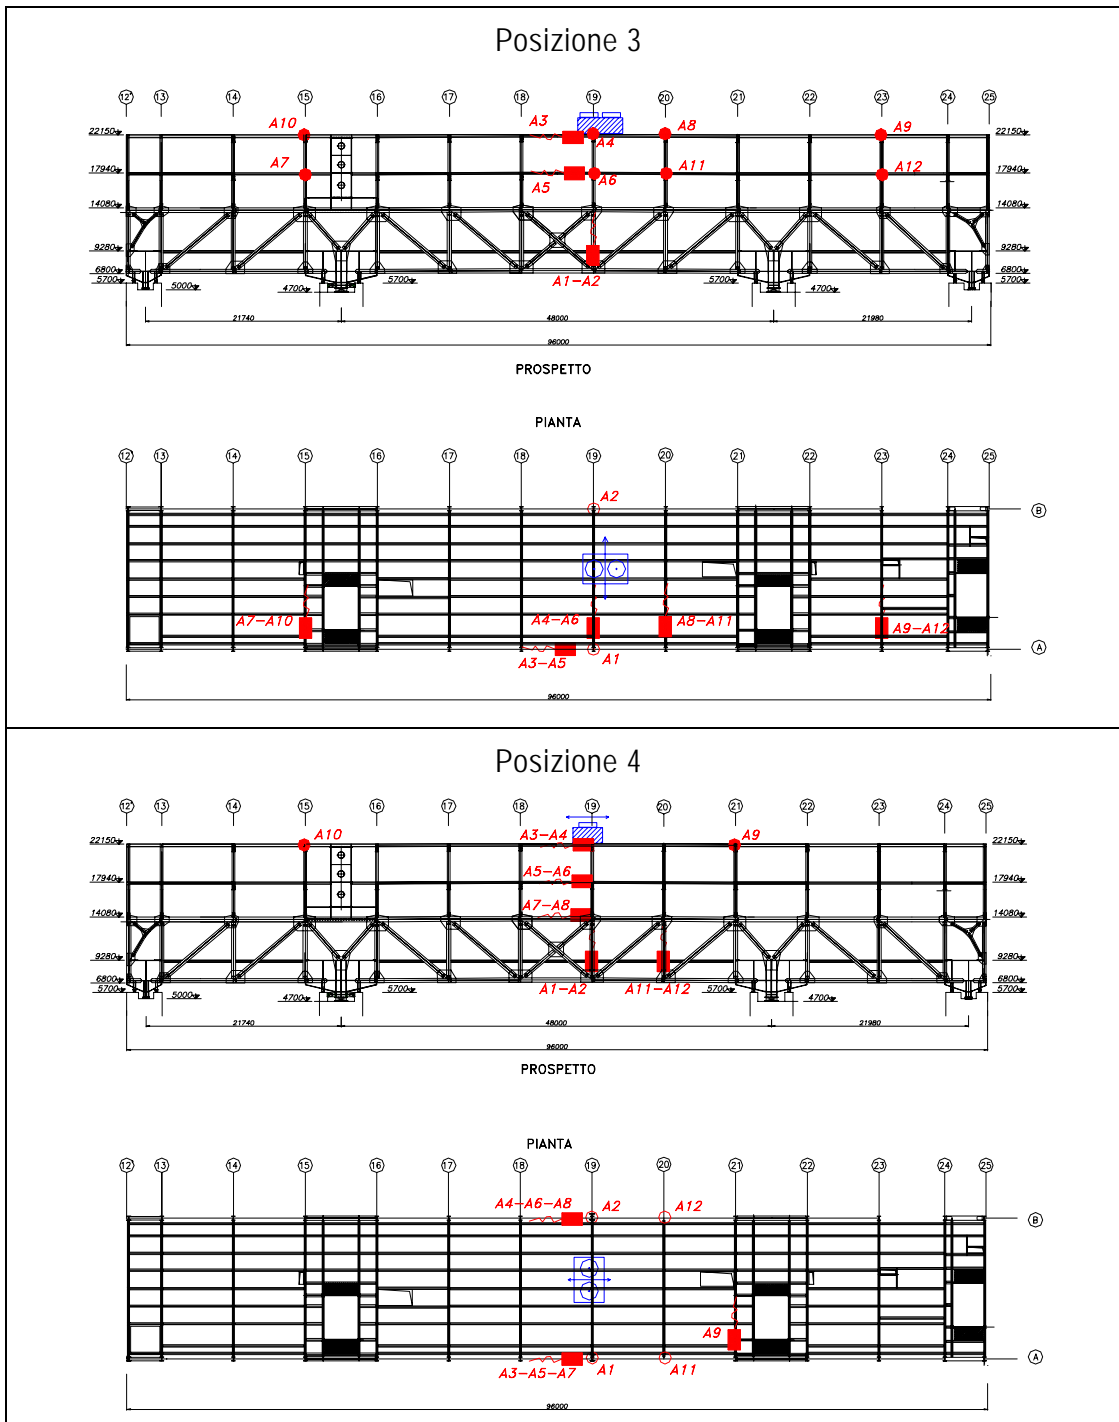 Posizione 3
12' 13 14 15 16 17 18 19 20 21 22 23 24 25
A10 A3 A4 A8 A9
22150 22150
A7 A5 A6 A11 A12
17940 17940
14080 14080
9280 9280
6800 6800
5700 5000 4700 5700 A1-A2 5700 4700 5700
21740 48000 21980
96000
PROSPETTO
PIANTA
12' 13 14 15 16 17 18 19 20 21 22 23 24 25
A2
B
A7-A10 A4-A6 A8-A11 A9-A12
A3-A5 A1
A
96000
Posizione 4
12' 13 14 15 16 17 18 19 20 21 22 23 24 25
A10 A3-A4 A9
22150 22150
A5-A6
17940 17940
A7-A8
14080 14080
9280 9280
6800 6800
5700 5000 4700 5700 A1-A2 A11-A12 5700 4700 5700
21740 48000 21980
96000
PROSPETTO
PIANTA
12' 13 14 15 16 17 18 19 20 21 22 23 24 25
A4-A6-A8 A2 A12
B
A9
A3-A5-A7 A1 A11
A
96000